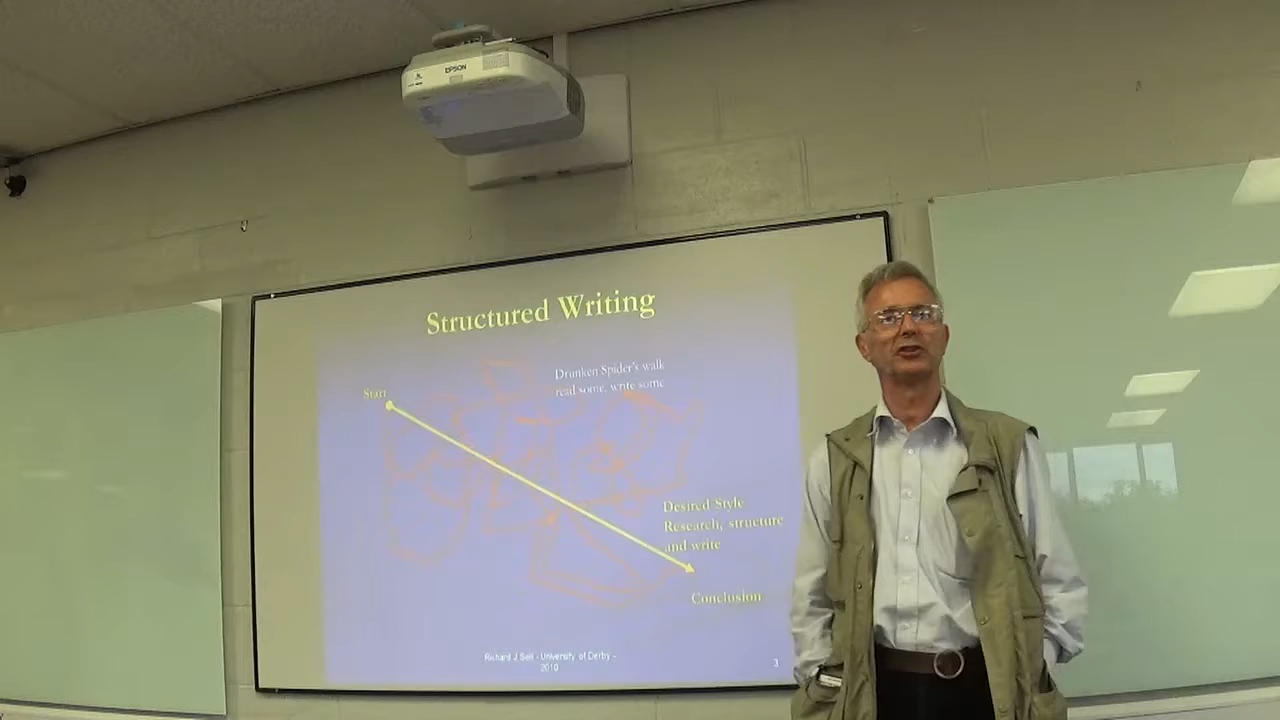 EPSON
Structured Writing
Drunken Spider's walk
read some, write some
Start
Desired Style
Research, structure
and write
Conclusion
Richard J Sell - University of Derby -
2010
3